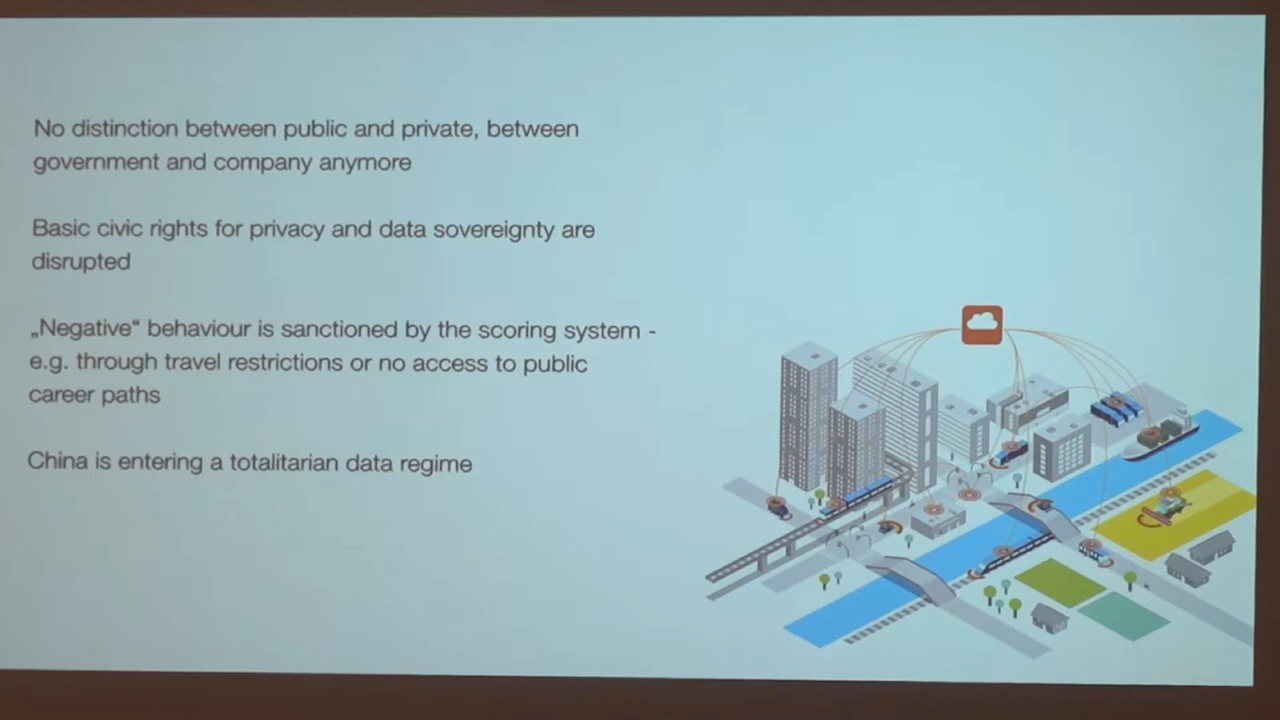 No distinction between public and private, between
government and company anymore
Basic civic rights for privacy and data sovereignty are
disrupted
„Negative“ behaviour is sanctioned by the scoring system -
e.g. through travel restrictions or no access to public
career paths
China is entering a totalitarian data regime